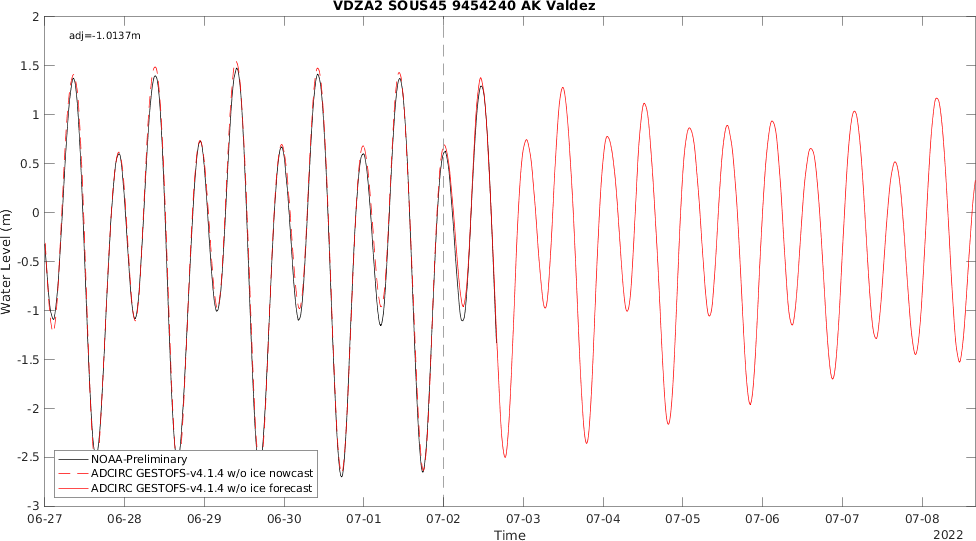 VDZA2 SOUS45 9454240 AK Valdez
adj=-1.0137m
2
1.5
1
0.5
0
-0.5
-1
-1.5
-2
-2.5
-3
Water Level (m)
NOAA-Preliminary
ADCIRC GESTOFS-v4.1.4 w/o ice nowcast
ADCIRC GESTOFS-v4.1.4 w/o ice forecast
06-27 06-28 06-29 06-30 07-01 07-02 07-03 07-04 07-05 07-06 07-07 07-08
Time
2022